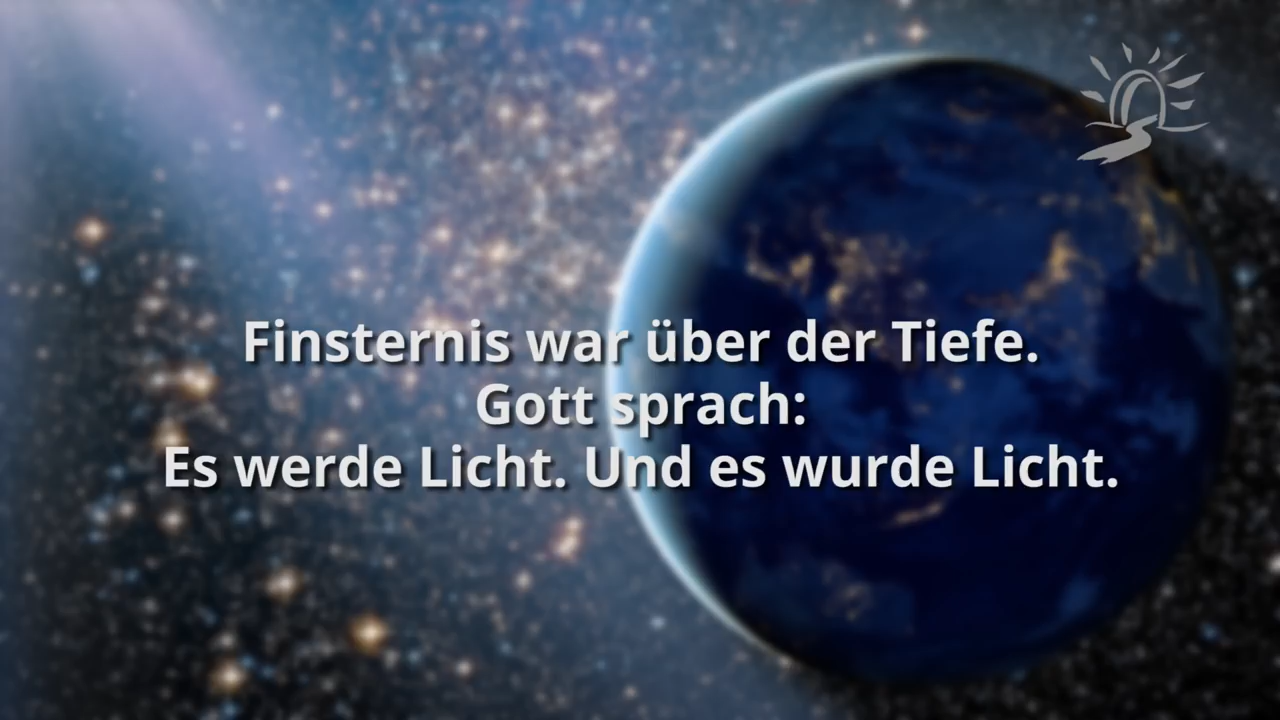 Finsternis war über der Tiefe.
Gott sprach:
Es werde Licht. Und es wurde Licht.